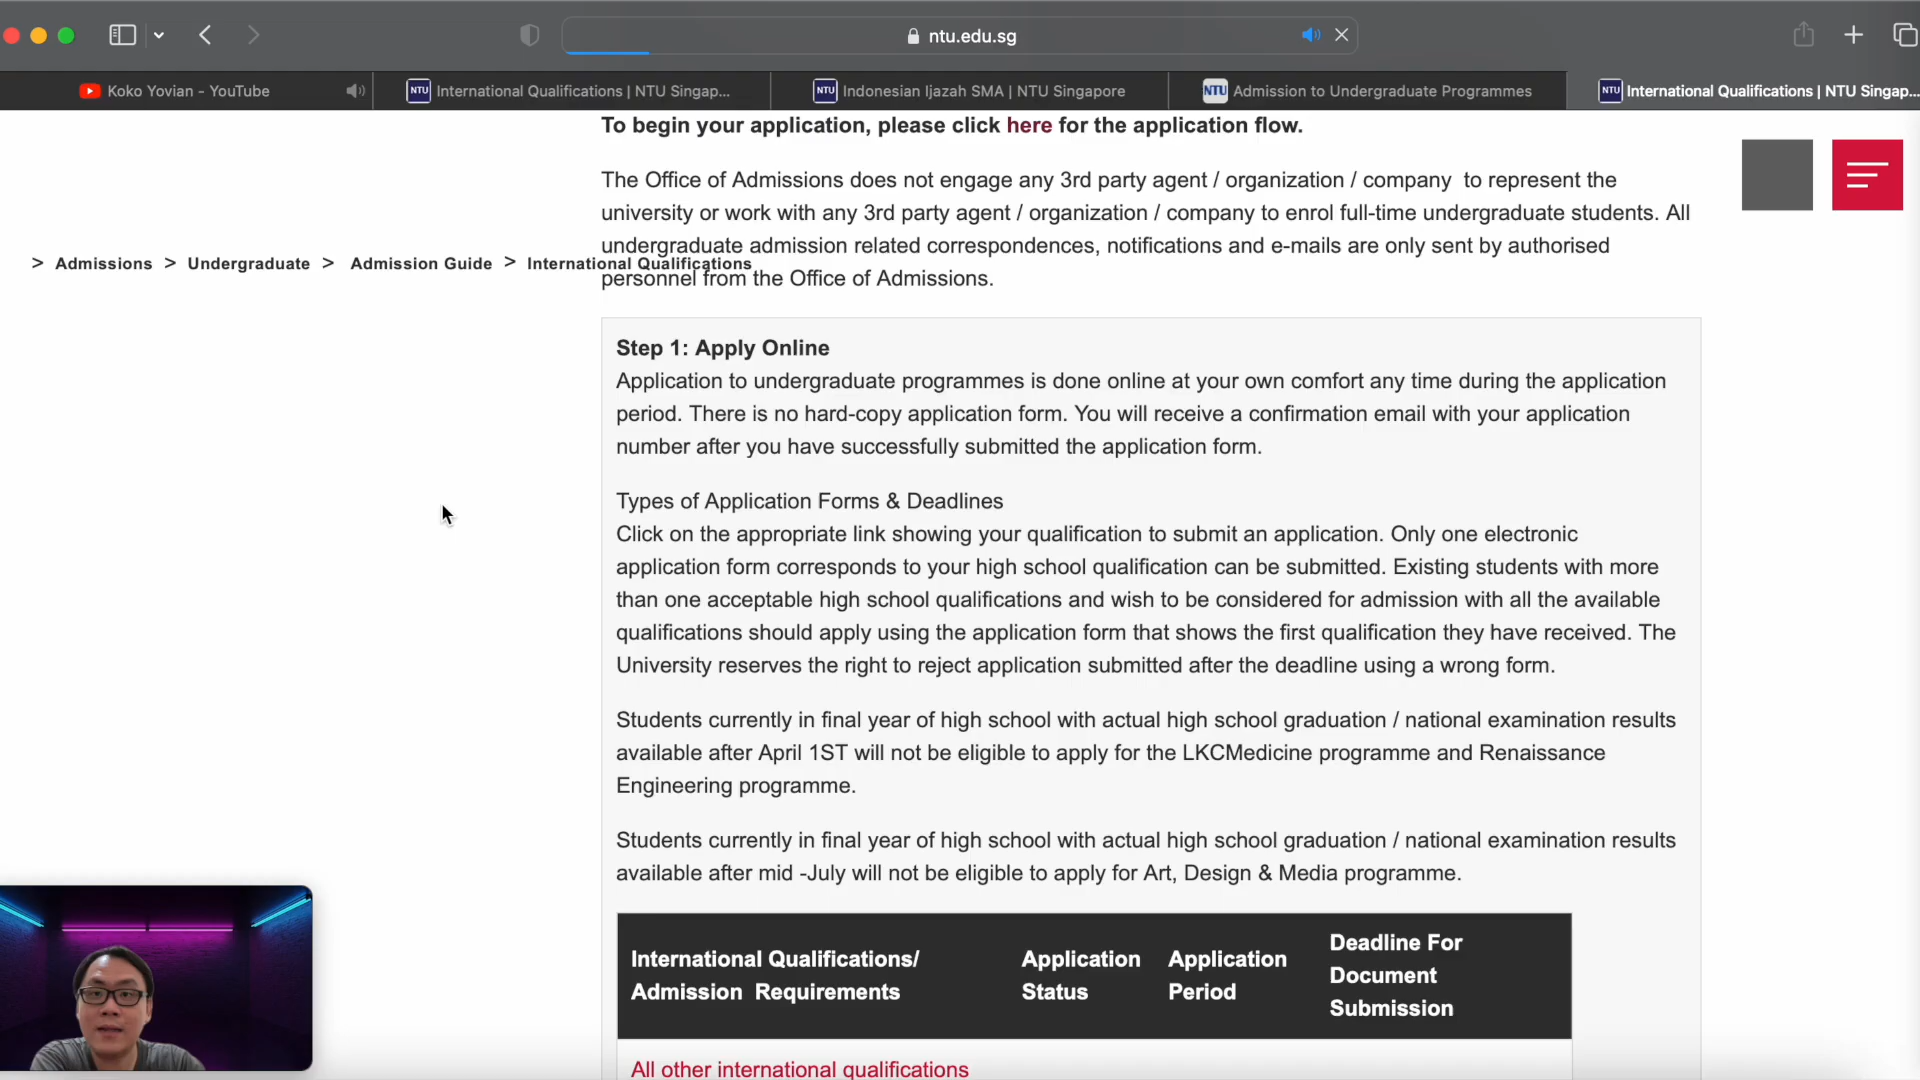 ntu.edu.sg
Koko Yovian - YouTube
NTU International Qualifications | NTU Singap...
NTU Indonesian Ijazah SMA | NTU Singapore
NTU Admission to Undergraduate Programmes
NTU International Qualifications | NTU Singap...
To begin your application, please click here for the application flow.
The Office of Admissions does not engage any 3rd party agent / organization / company to represent the
university or work with any 3rd party agent / organization / company to enrol full-time undergraduate students. All
undergraduate admission related correspondences, notifications and e-mails are only sent by authorised
personnel from the Office of Admissions.
> Admissions > Undergraduate > Admission Guide > International Qualifications
Step 1: Apply Online
Application to undergraduate programmes is done online at your own comfort any time during the application
period. There is no hard-copy application form. You will receive a confirmation email with your application
number after you have successfully submitted the application form.
Types of Application Forms & Deadlines
Click on the appropriate link showing your qualification to submit an application. Only one electronic
application form corresponds to your high school qualification can be submitted. Existing students with more
than one acceptable high school qualifications and wish to be considered for admission with all the available
qualifications should apply using the application form that shows the first qualification they have received. The
University reserves the right to reject application submitted after the deadline using a wrong form.
Students currently in final year of high school with actual high school graduation / national examination results
available after April 1ST will not be eligible to apply for the LKCMedicine programme and Renaissance
Engineering programme.
Students currently in final year of high school with actual high school graduation / national examination results
available after mid -July will not be eligible to apply for Art, Design & Media programme.
International Qualifications/
Admission Requirements
Application
Status
Application
Period
Deadline For
Document
Submission
All other international qualifications